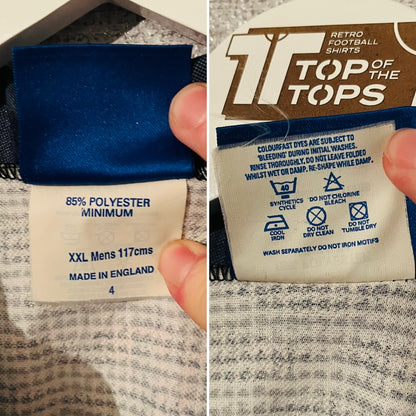 85% POLYESTER
MINIMUM
XXL Mens 117cms
MADE IN ENGLAND
4
TT
RETRO
FOOTBALL
SHIRTS
TOP OF THE
TOPS
COLOURFAST DYES ARE SUBJECT TO
'BLEEDING' DURING INITIAL WASHES.
RINSE THOROUGHLY. DO NOT LEAVE FOLDED
WHILST WET OR DAMP. RE-SHAPE WHILE DAMP.
40
SYNTHETICS
CYCLE
DO NOT CHLORINE
BLEACH
COOL
IRON
DO NOT
DRY CLEAN
DO NOT
TUMBLE DRY
WASH SEPARATELY DO NOT IRON MOTIFS